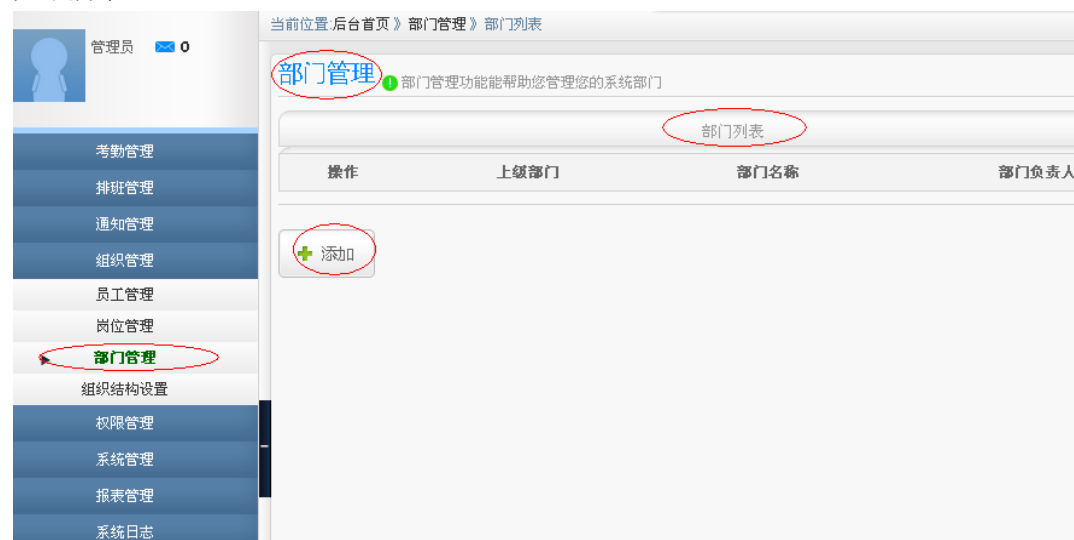 当前位置:后台首页》部门管理》部门列表
管理员 0
部门管理 部门管理功能能帮助您管理您的系统部门
部门列表
操作 上级部门 部门名称 部门负责人
添加
考勤管理
排班管理
通知管理
组织管理
员工管理
岗位管理
部门管理
组织结构设置
权限管理
系统管理
报表管理
系统日志